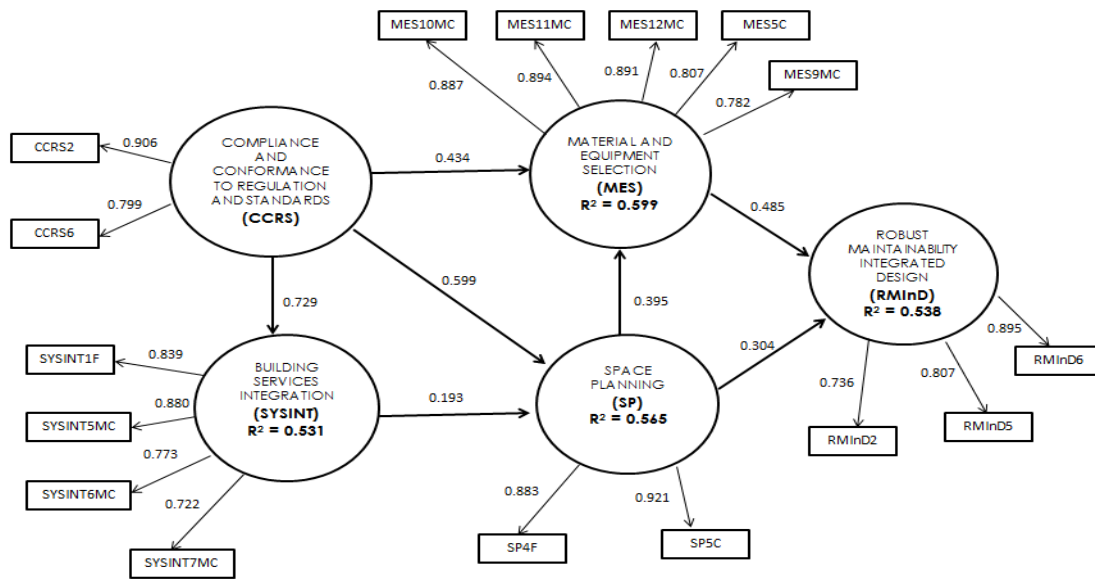 MES10MC
MES11MC
MES12MC
MES5C
MES9MC
0.887
0.894
0.891
0.807
0.782
CCRS2
0.906
CCRS6
0.799
COMPLIANCE
AND
CONFORMANCE
TO REGULATION
AND STANDARDS
(CCRS)
0.434
MATERIAL AND
EQUIPMENT
SELECTION
(MES)
R² = 0.599
0.485
0.599
0.729
0.395
ROBUST
MAINTAINABILITY
INTEGRATED
DESIGN
(RMInD)
R² = 0.538
0.304
0.895
RMInD6
0.807
RMInD5
0.736
RMInD2
SYSINT1F
0.839
SYSINT5MC
0.880
SYSINT6MC
0.773
SYSINT7MC
0.722
BUILDING
SERVICES
INTEGRATION
(SYSINT)
R² = 0.531
0.193
SPACE
PLANNING
(SP)
R² = 0.565
0.883
SP4F
0.921
SP5C